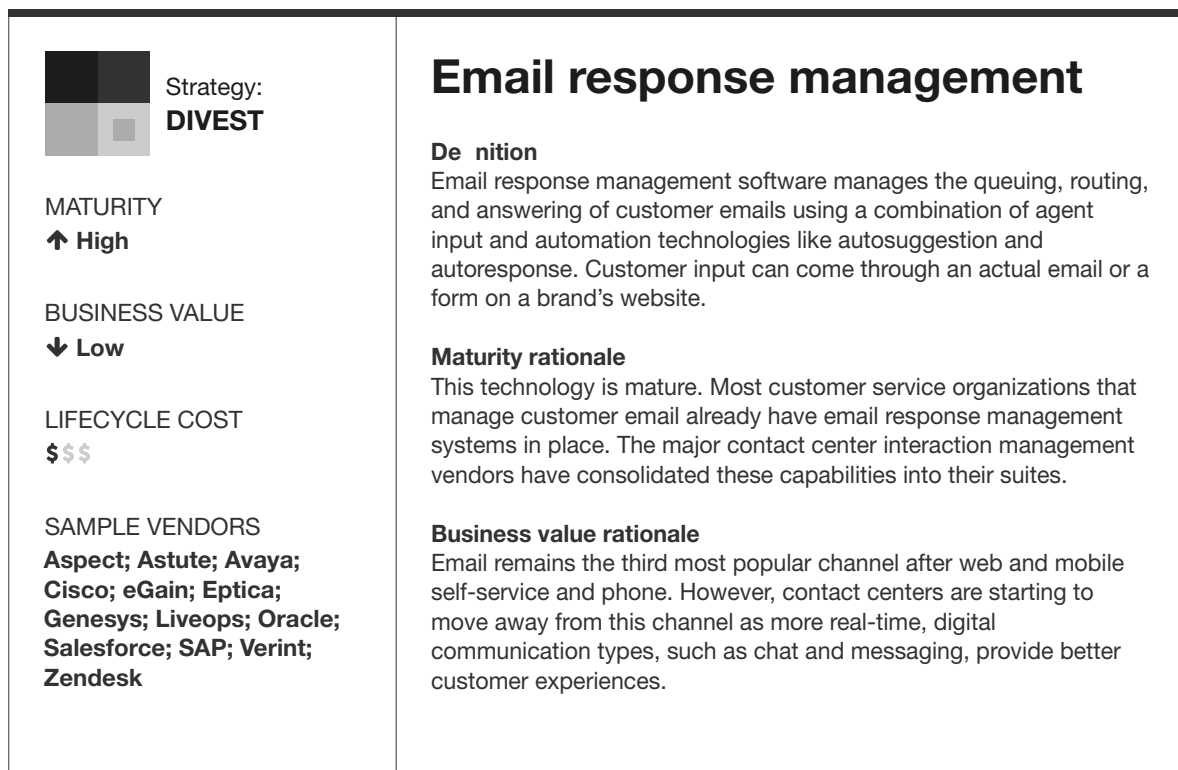 Strategy:
DIVEST
MATURITY
↑ High
BUSINESS VALUE
↓ Low
LIFECYCLE COST
$$$
SAMPLE VENDORS
Aspect; Astute; Avaya;
Cisco; eGain; Eptica;
Genesys; Liveops; Oracle;
Salesforce; SAP; Verint;
Zendesk
Email response management
De nition
Email response management software manages the queuing, routing,
and answering of customer emails using a combination of agent
input and automation technologies like autosuggestion and
autoresponse. Customer input can come through an actual email or a
form on a brand’s website.
Maturity rationale
This technology is mature. Most customer service organizations that
manage customer email already have email response management
systems in place. The major contact center interaction management
vendors have consolidated these capabilities into their suites.
Business value rationale
Email remains the third most popular channel after web and mobile
self-service and phone. However, contact centers are starting to
move away from this channel as more real-time, digital
communication types, such as chat and messaging, provide better
customer experiences.